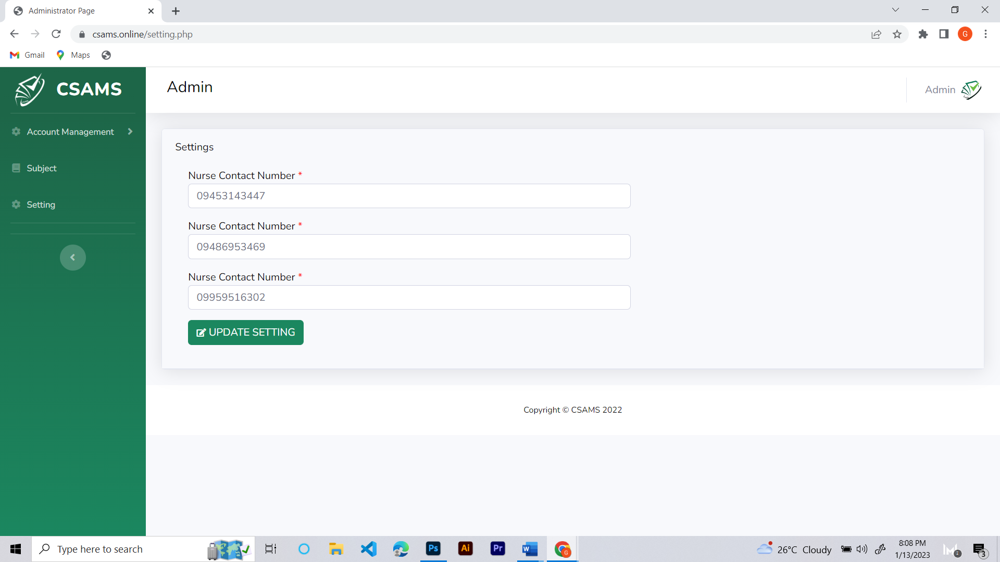 Administrator Page
csams.online/setting.php
G
Gmail
Maps
CSAMS
Admin
Admin
Account Management
Subject
Setting
Settings
Nurse Contact Number *
09453143447
Nurse Contact Number *
09486953469
Nurse Contact Number *
09959516302
UPDATE SETTING
Copyright © CSAMS 2022
Type here to search
Ps
Ai
Pr
W
G
26°C Cloudy
8:08 PM
1/13/2023
3
3